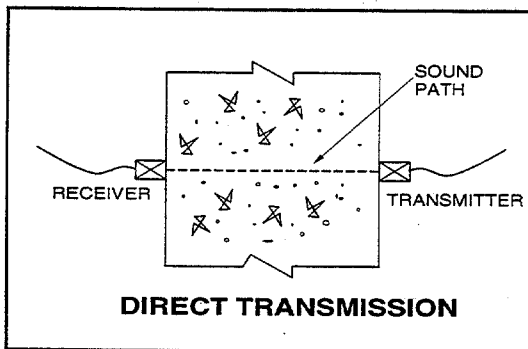 SOUND
PATH
RECEIVER
TRANSMITTER
DIRECT TRANSMISSION